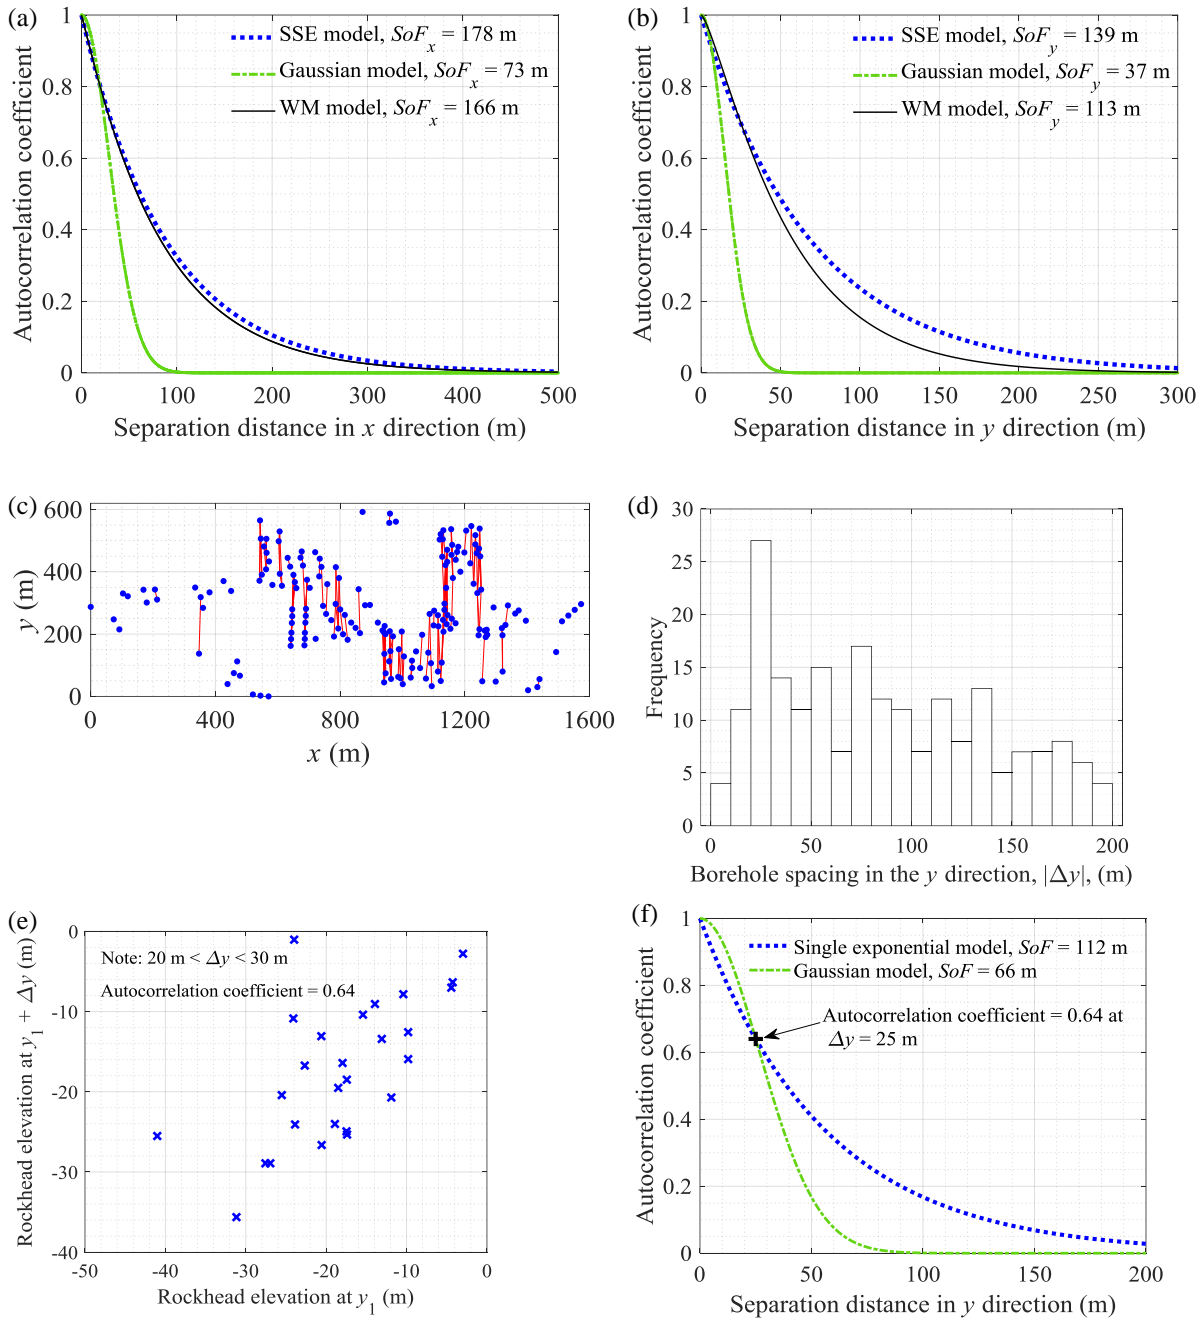 (a)
1
0.8
0.6
0.4
0.2
0
0 100 200 300 400 500
Autocorrelation coefficient
Separation distance in x direction (m)
SSE model, SoFx = 178 m
Gaussian model, SoFx = 73 m
WM model, SoFx = 166 m
(b)
1
0.8
0.6
0.4
0.2
0
0 50 100 150 200 250 300
Autocorrelation coefficient
Separation distance in y direction (m)
SSE model, SoFy = 139 m
Gaussian model, SoFy = 37 m
WM model, SoFy = 113 m
(c)
600
400
200
0
0 400 800 1200 1600
y (m)
x (m)
(d)
30
25
20
15
10
5
0
0 50 100 150 200
Frequency
Borehole spacing in the y direction, |Δy|, (m)
(e)
0
-10
-20
-30
-40
-50 -40 -30 -20 -10 0
Rockhead elevation at y1 + Δy (m)
Rockhead elevation at y1 (m)
Note: 20 m < Δy < 30 m
Autocorrelation coefficient = 0.64
(f)
1
0.8
0.6
0.4
0.2
0
0 50 100 150 200
Autocorrelation coefficient
Separation distance in y direction (m)
Single exponential model, SoF = 112 m
Gaussian model, SoF = 66 m
Autocorrelation coefficient = 0.64 at
Δy = 25 m